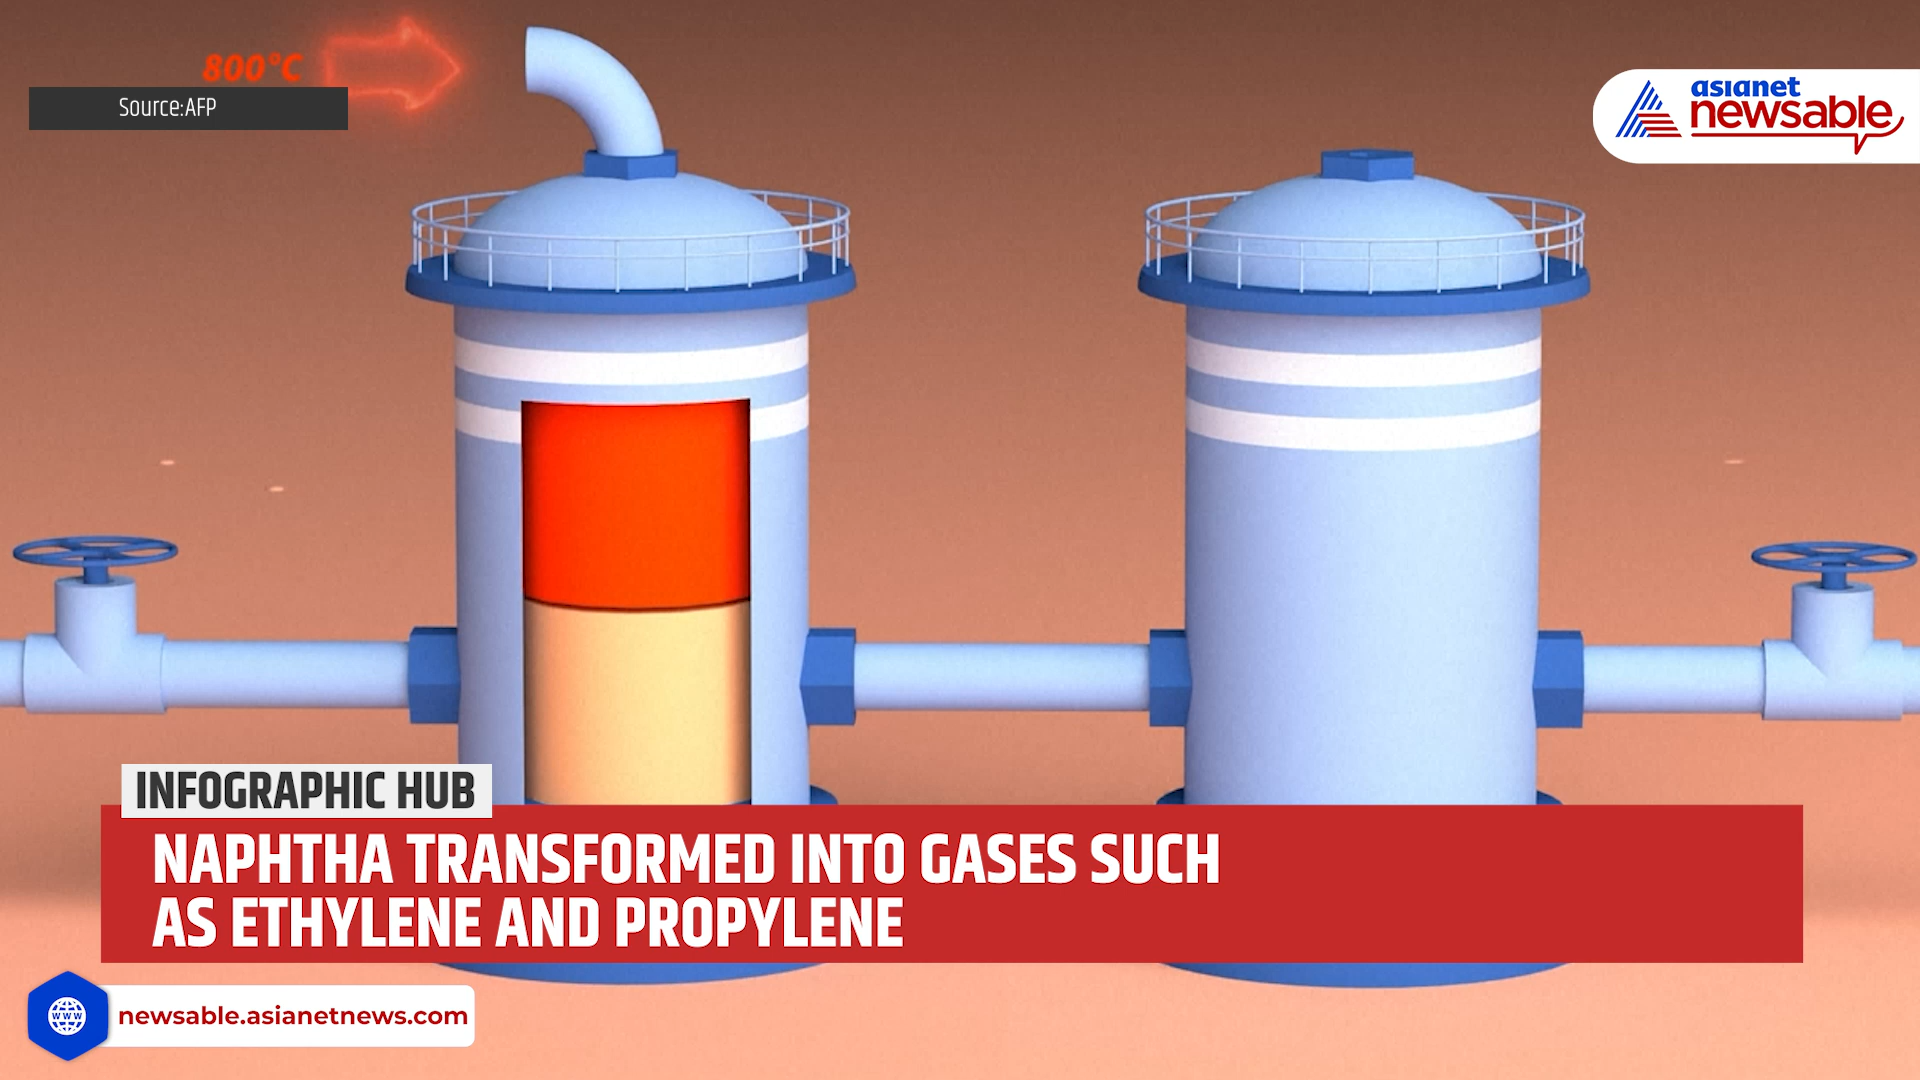 800°C
Source:AFP
asianet
newsable
INFOGRAPHIC HUB
NAPHTHA TRANSFORMED INTO GASES SUCH
AS ETHYLENE AND PROPYLENE
WWW
newsable.asianetnews.com